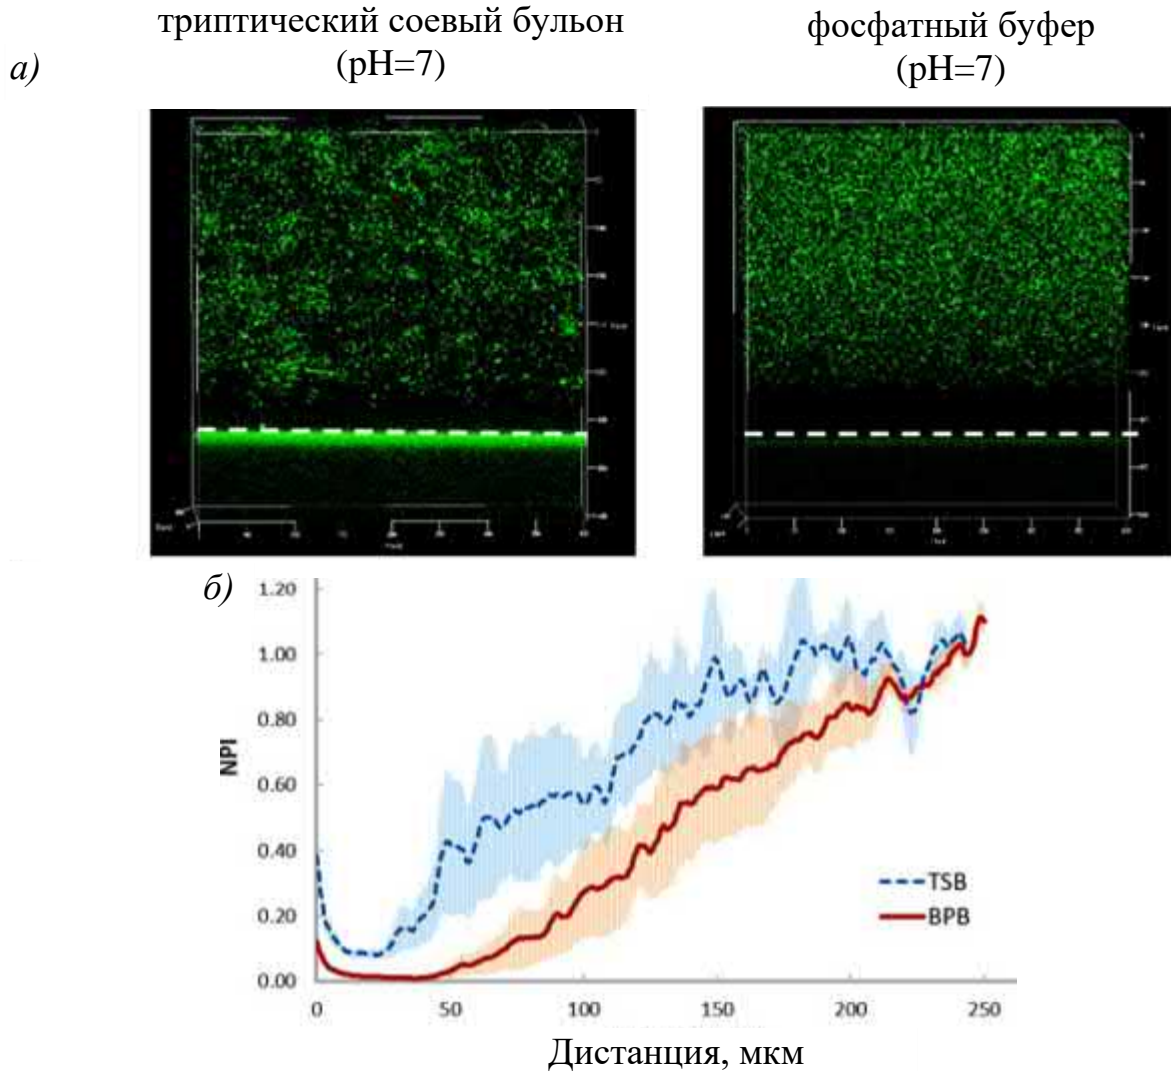 триптический соевый бульон
(pH=7)
фосфатный буфер
(pH=7)
а)
б)
1.20
1.00
0.80
0.60
0.40
0.20
0.00
NPI
TSB
BPB
0 50 100 150 200 250
Дистанция, мкм